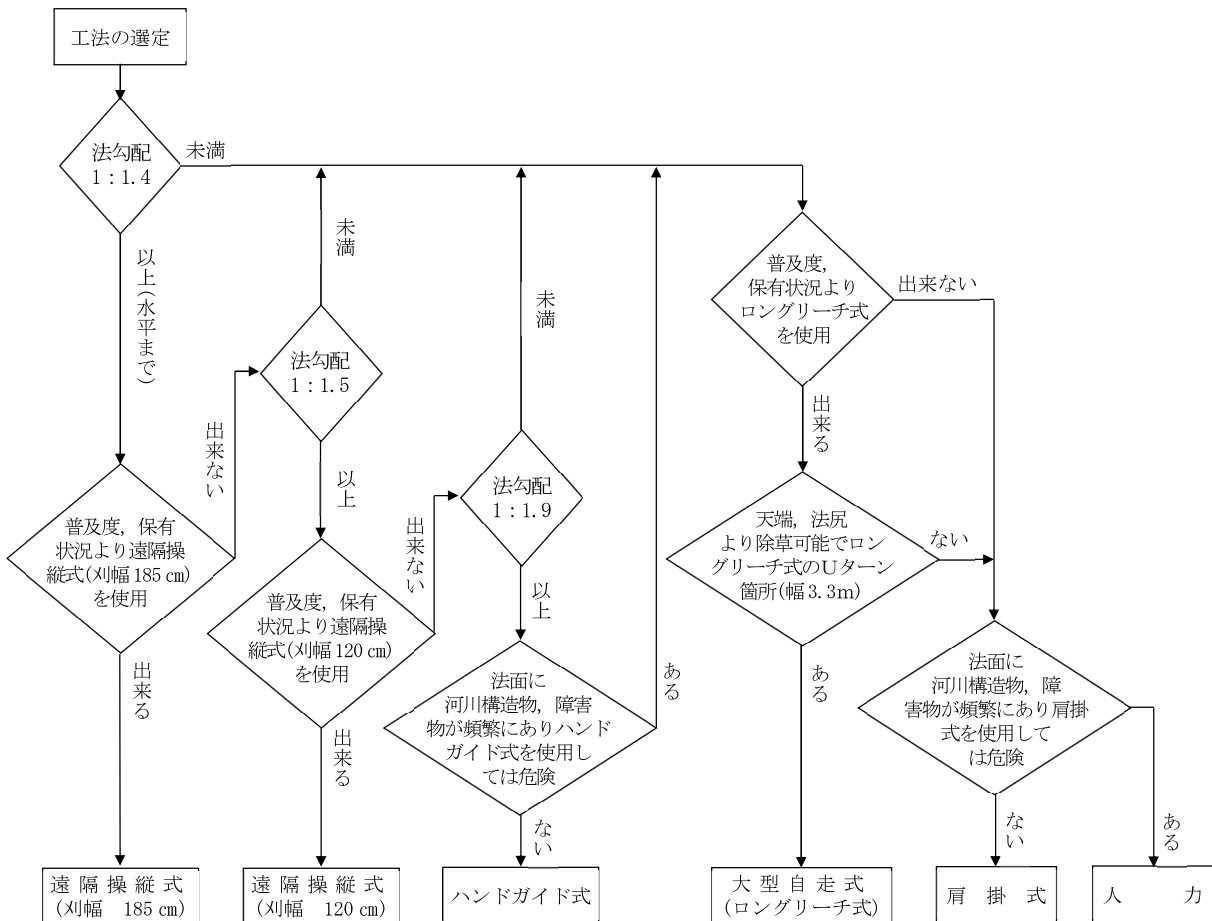 工法の選定
法勾配
1：1.4
未満
以上(水平まで)
普及度，保有
状況より遠隔操
縦式(刈幅185㎝)
を使用
出来ない
出来る
法勾配
1：1.5
未満
以上
普及度，保有
状況より遠隔操
縦式(刈幅120㎝)
を使用
出来ない
出来る
法勾配
1：1.9
未満
以上
法面に
河川構造物，障害
物が頻繁にありハンド
ガイド式を使用し
ては危険
ある
ない
普及度，
保有状況より
ロングリーチ式
を使用
出来ない
出来る
天端，法尻
より除草可能でロン
グリーチ式のUターン
箇所(幅3.3m)
ない
ある
法面に
河川構造物，障
害物が頻繁にあり肩掛
式を使用して
は危険
ない
ある
遠隔操縦式
(刈幅　185㎝)
遠隔操縦式
(刈幅　120㎝)
ハンドガイド式
大型自走式
(ロングリーチ式)
肩掛式
人　力